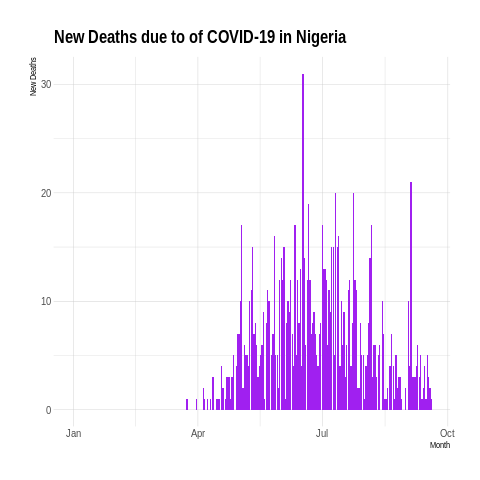 New Deaths due to of COVID-19 in Nigeria
New Deaths
30
20
10
0
Jan Apr Jul Oct
Month